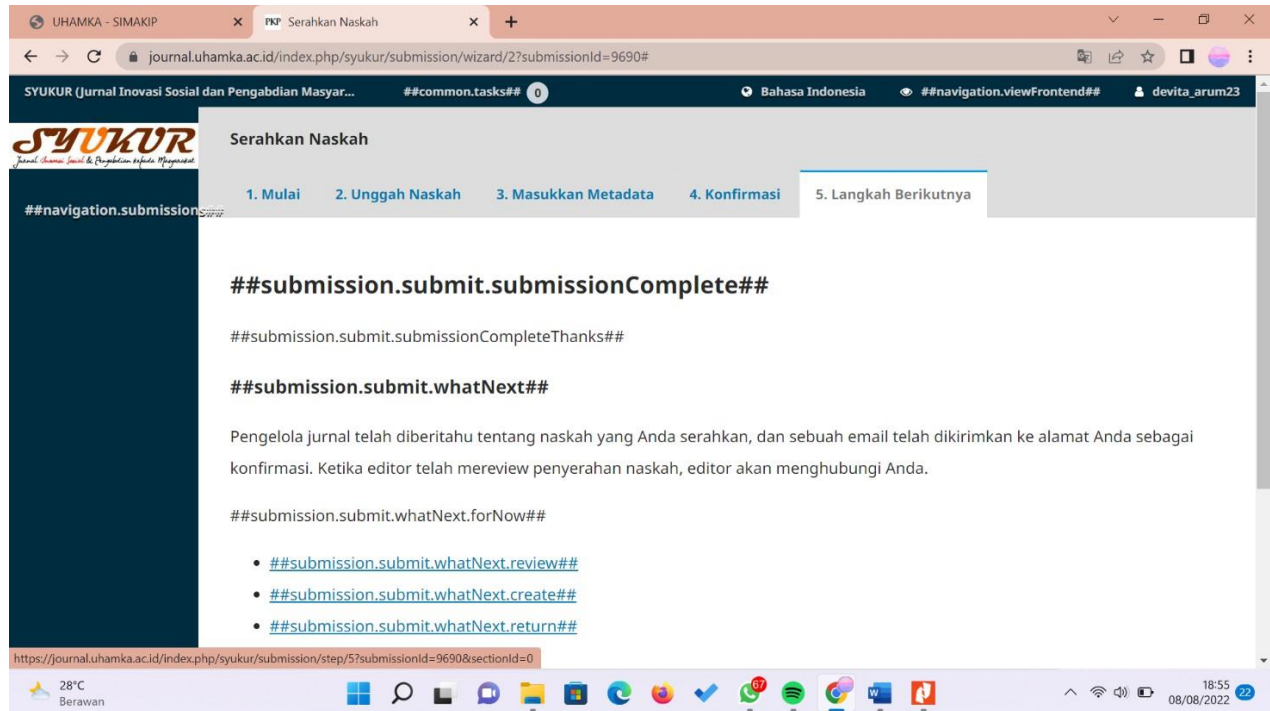 UHAMKA - SIMAKIP
PKP Serahkan Naskah
journal.uhamka.ac.id/index.php/syukur/submission/wizard/2?submissionId=9690#
SYUKUR (Jurnal Inovasi Sosial dan Pengabdian Masyar... ##common.tasks## 0 Bahasa Indonesia ##navigation.viewFrontend## devita_arum23
SYUKUR
Jurnal Inovasi Sosial & Pengabdian kepada Masyarakat
Serahkan Naskah
1. Mulai 2. Unggah Naskah 3. Masukkan Metadata 4. Konfirmasi 5. Langkah Berikutnya
##navigation.submissions##
##submission.submit.submissionComplete##
##submission.submit.submissionCompleteThanks##
##submission.submit.whatNext##
Pengelola jurnal telah diberitahu tentang naskah yang Anda serahkan, dan sebuah email telah dikirimkan ke alamat Anda sebagai
konfirmasi. Ketika editor telah mereview penyerahan naskah, editor akan menghubungi Anda.
##submission.submit.whatNext.forNow##
• ##submission.submit.whatNext.review##
• ##submission.submit.whatNext.create##
• ##submission.submit.whatNext.return##
https://journal.uhamka.ac.id/index.php/syukur/submission/step/5?submissionId=9690&sectionId=0
28°C
Berawan
67
18:55
08/08/2022
22